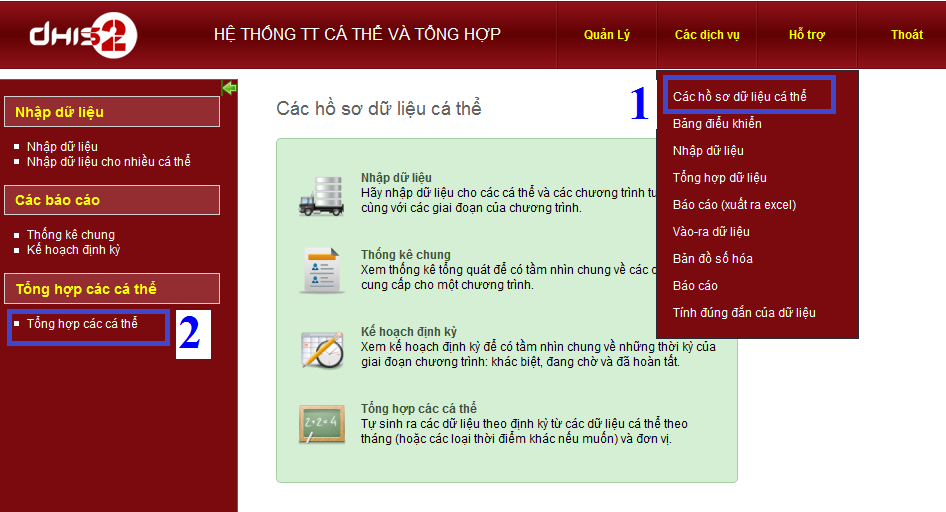 dhis2
HỆ THỐNG TT CÁ THỂ VÀ TỔNG HỢP
Quản Lý
Các dịch vụ
Hỗ trợ
Thoát
Nhập dữ liệu
Nhập dữ liệu
Nhập dữ liệu cho nhiều cá thể
Các báo cáo
Thống kê chung
Kế hoạch định kỳ
Tổng hợp các cá thể
Tổng hợp các cá thể
2
Các hồ sơ dữ liệu cá thể
Nhập dữ liệu
Hãy nhập dữ liệu cho các cá thể và các chương trình
cùng với các giai đoạn của chương trình.
Thống kê chung
Xem thống kê tổng quát để có tầm nhìn chung về các
cung cấp cho một chương trình.
Kế hoạch định kỳ
Xem kế hoạch định kỳ để có tầm nhìn chung về những thời kỳ của
giai đoạn chương trình: khác biệt, đang chờ và đã hoàn tất.
2+2=4
Tổng hợp các cá thể
Tự sinh ra các dữ liệu theo định kỳ từ các dữ liệu cá thể theo
tháng (hoặc các loại thời điểm khác nếu muốn) và đơn vị.
1
Các hồ sơ dữ liệu cá thể
Bảng điều khiển
Nhập dữ liệu
Tổng hợp dữ liệu
Báo cáo (xuất ra excel)
Vào-ra dữ liệu
Bản đồ số hóa
Báo cáo
Tính đúng đắn của dữ liệu